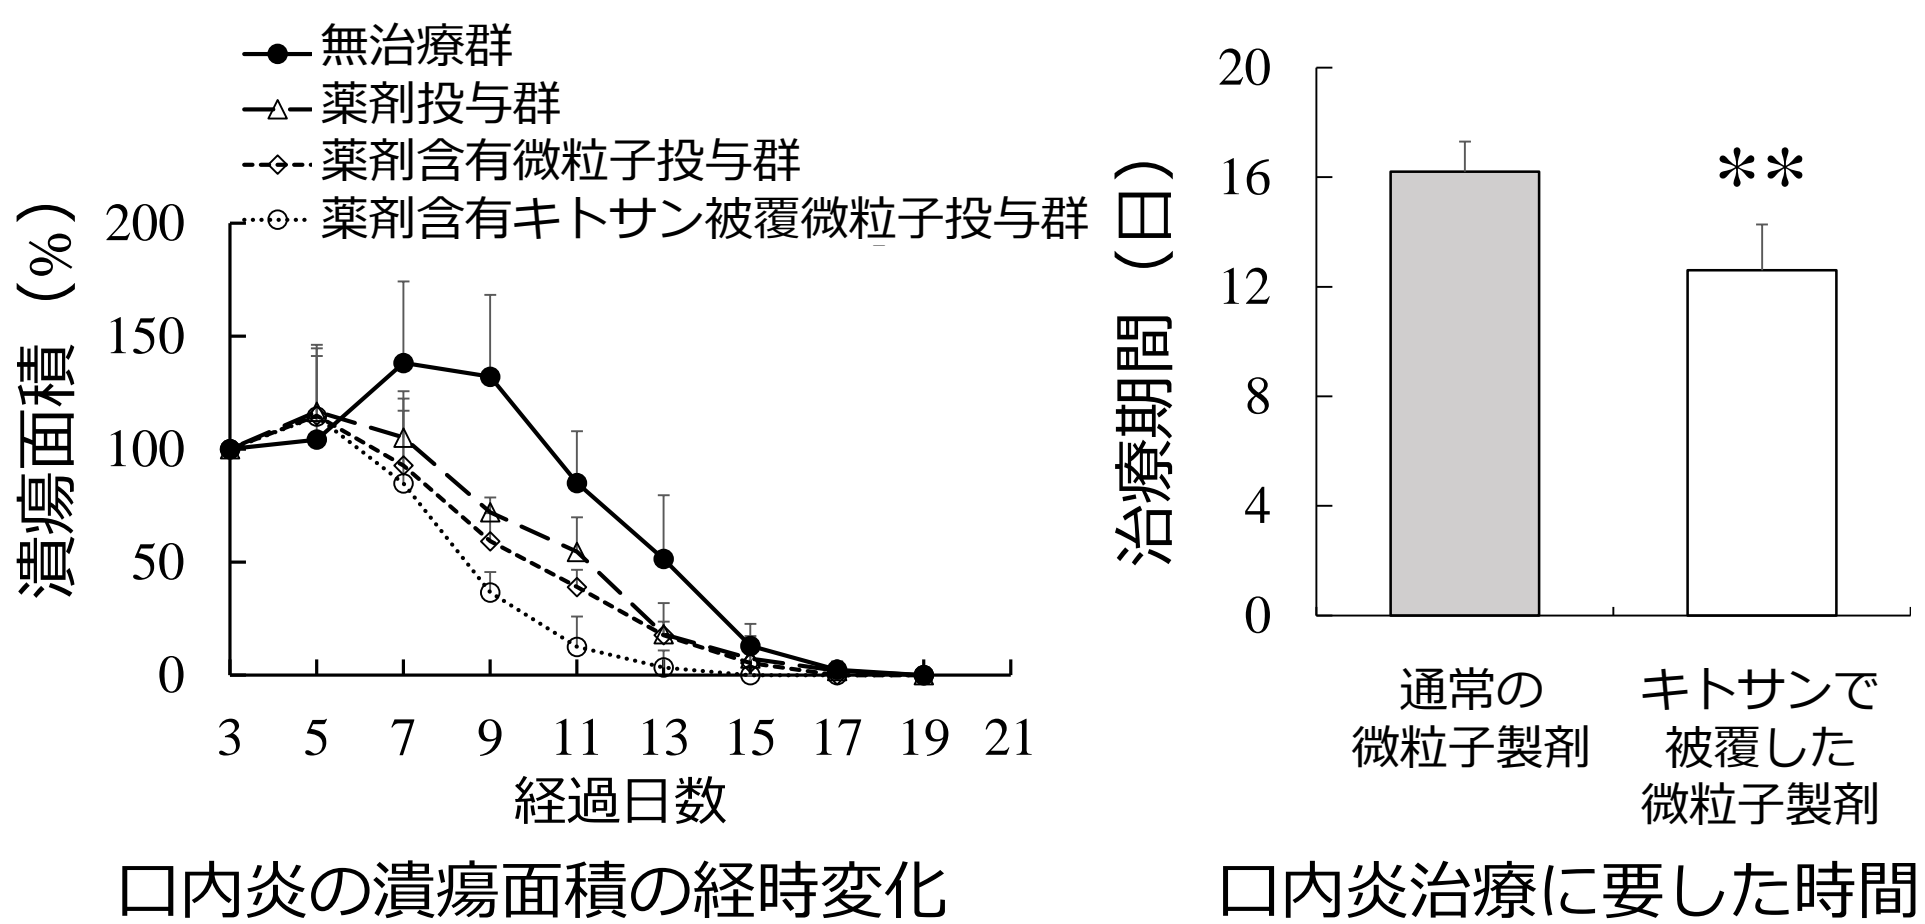 無治療群
薬剤投与群
薬剤含有微粒子投与群
薬剤含有キトサン被覆微粒子投与群
潰瘍面積（%）
200
150
100
50
0
3 5 7 9 11 13 15 17 19 21
経過日数
口内炎の潰瘍面積の経時変化
治療期間（日）
20
16
12
8
4
0
**
通常の
微粒子製剤
キトサンで
被覆した
微粒子製剤
口内炎治療に要した時間